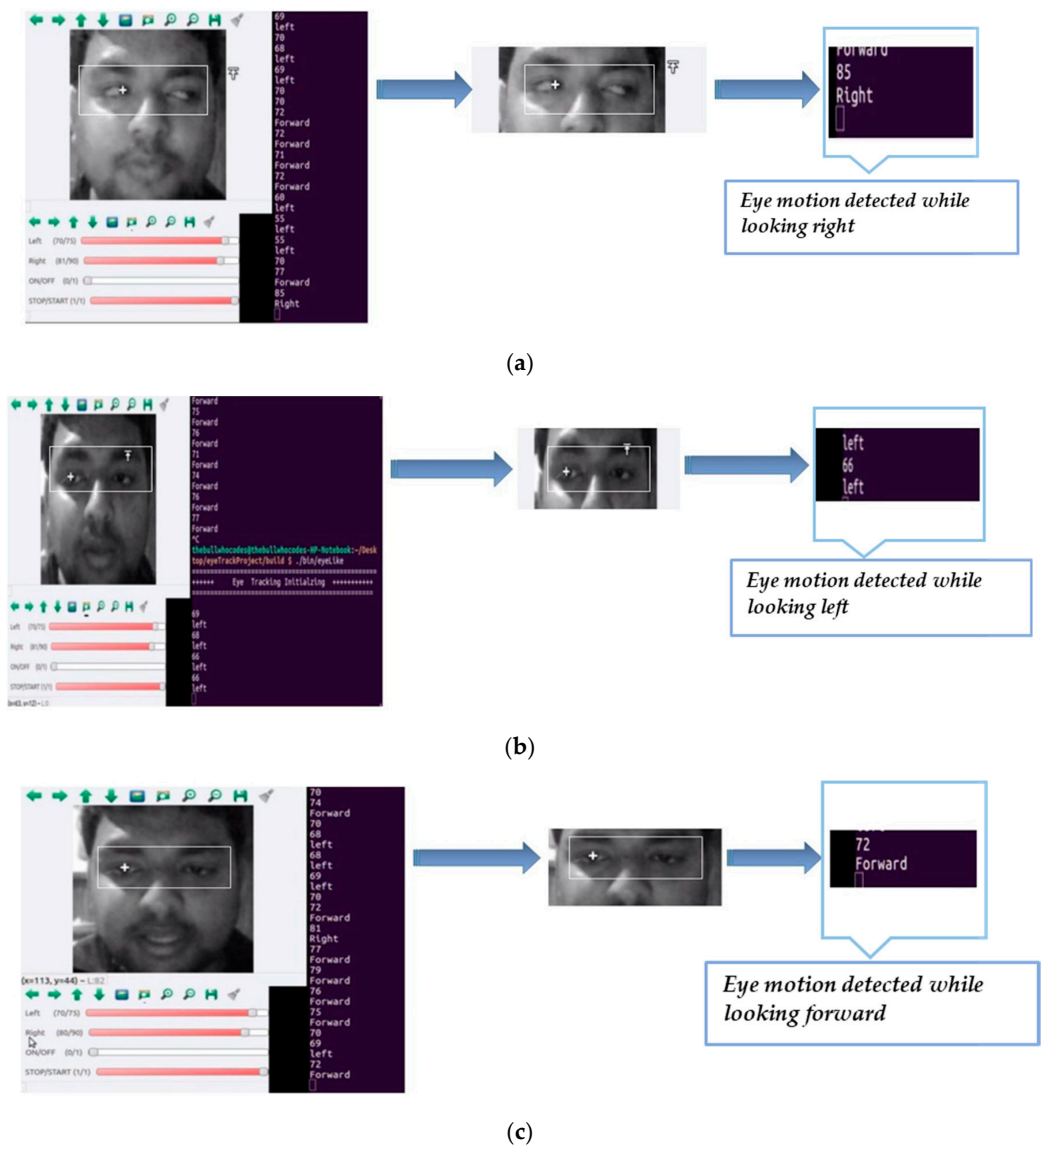 69
left
70
68
left
69
left
70
70
72
Forward
72
Forward
71
Forward
72
Forward
60
left
55
left
55
left
70
77
Forward
85
Right
Left (70/75)
Right (81/90)
ON/OFF (0/1)
STOP/START (1/1)
Forward
85
Right
Eye motion detected while
looking right
(a)
Forward
75
Forward
76
Forward
71
Forward
74
Forward
76
Forward
77
Forward
^C
thebullwhocodes@thebullwhocodes-HP-Notebook:~/Desk
top/eyeTrackProject/build $ ./bin/eyeLike
++++++ Eye Tracking Initialzing +++++++++++
69
left
68
left
66
left
66
left
Left (70/75)
Right (81/90)
ON/OFF (0/1)
STOP/START (1/1)
(x=63, y=12) ~ L:0
left
66
left
Eye motion detected while
looking left
(b)
70
74
Forward
70
68
left
68
left
69
left
70
72
Forward
81
Right
77
Forward
79
Forward
76
Forward
75
Forward
70
69
left
72
Forward
(x=113, y=44) ~ L:82
Left (70/75)
Right (80/90)
ON/OFF (0/1)
STOP/START (1/1)
72
Forward
Eye motion detected while
looking forward
(c)